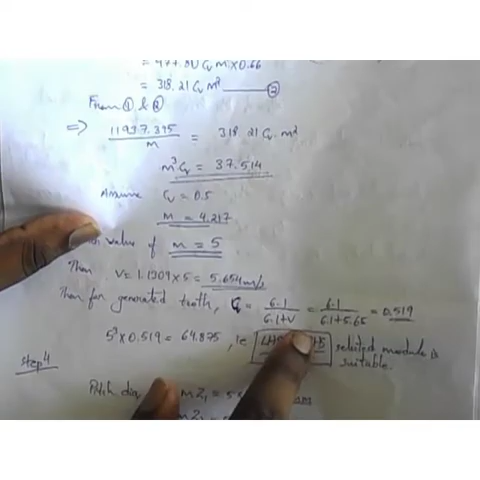 = 318.21 Cv m² ——— ②
From ① & ②
⇒ 11937.395 / m = 318.21 Cv m²
m³Cv = 37.514
Assume Cv = 0.5
m = 4.217
value of m = 5
Then V = 1.1309 × 5 = 5.654 m/s
Then for generated teeth, Cv = 6.1 / 6.1+V = 6.1 / 6.1+5.65 = 0.519
5³ × 0.519 = 64.875, ie selected module is
suitable.
Step 4
Pitch dia